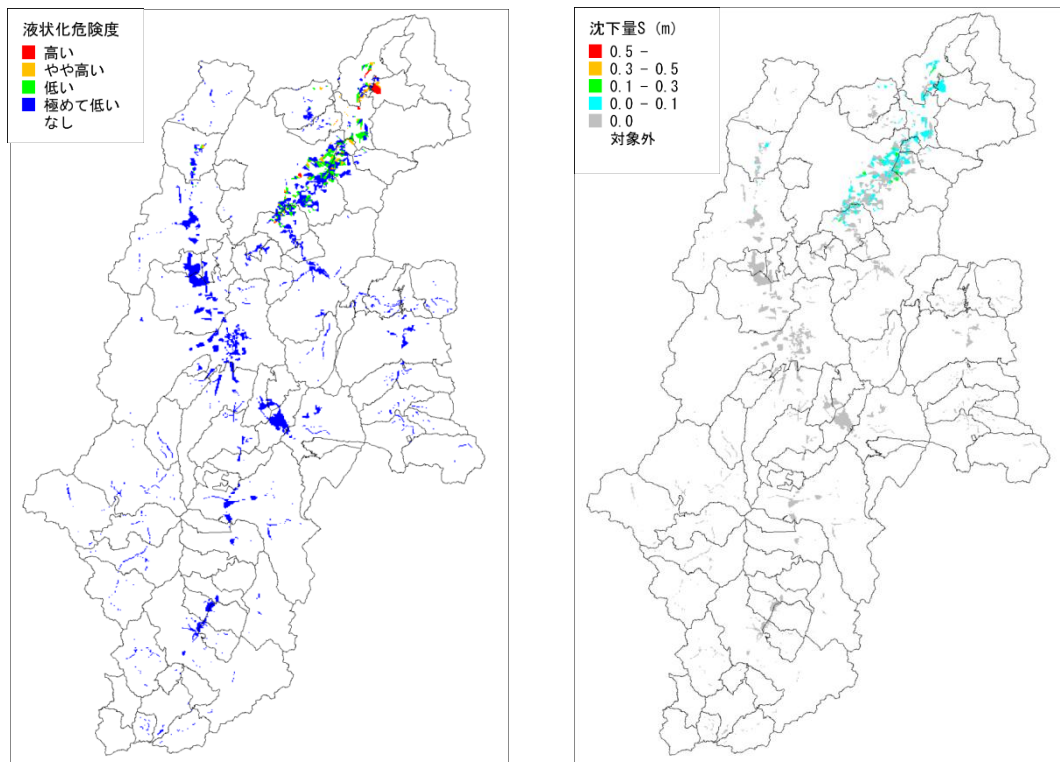 液状化危険度
高い
やや高い
低い
極めて低い
なし
沈下量S (m)
0.5 -
0.3 - 0.5
0.1 - 0.3
0.0 - 0.1
0.0
対象外